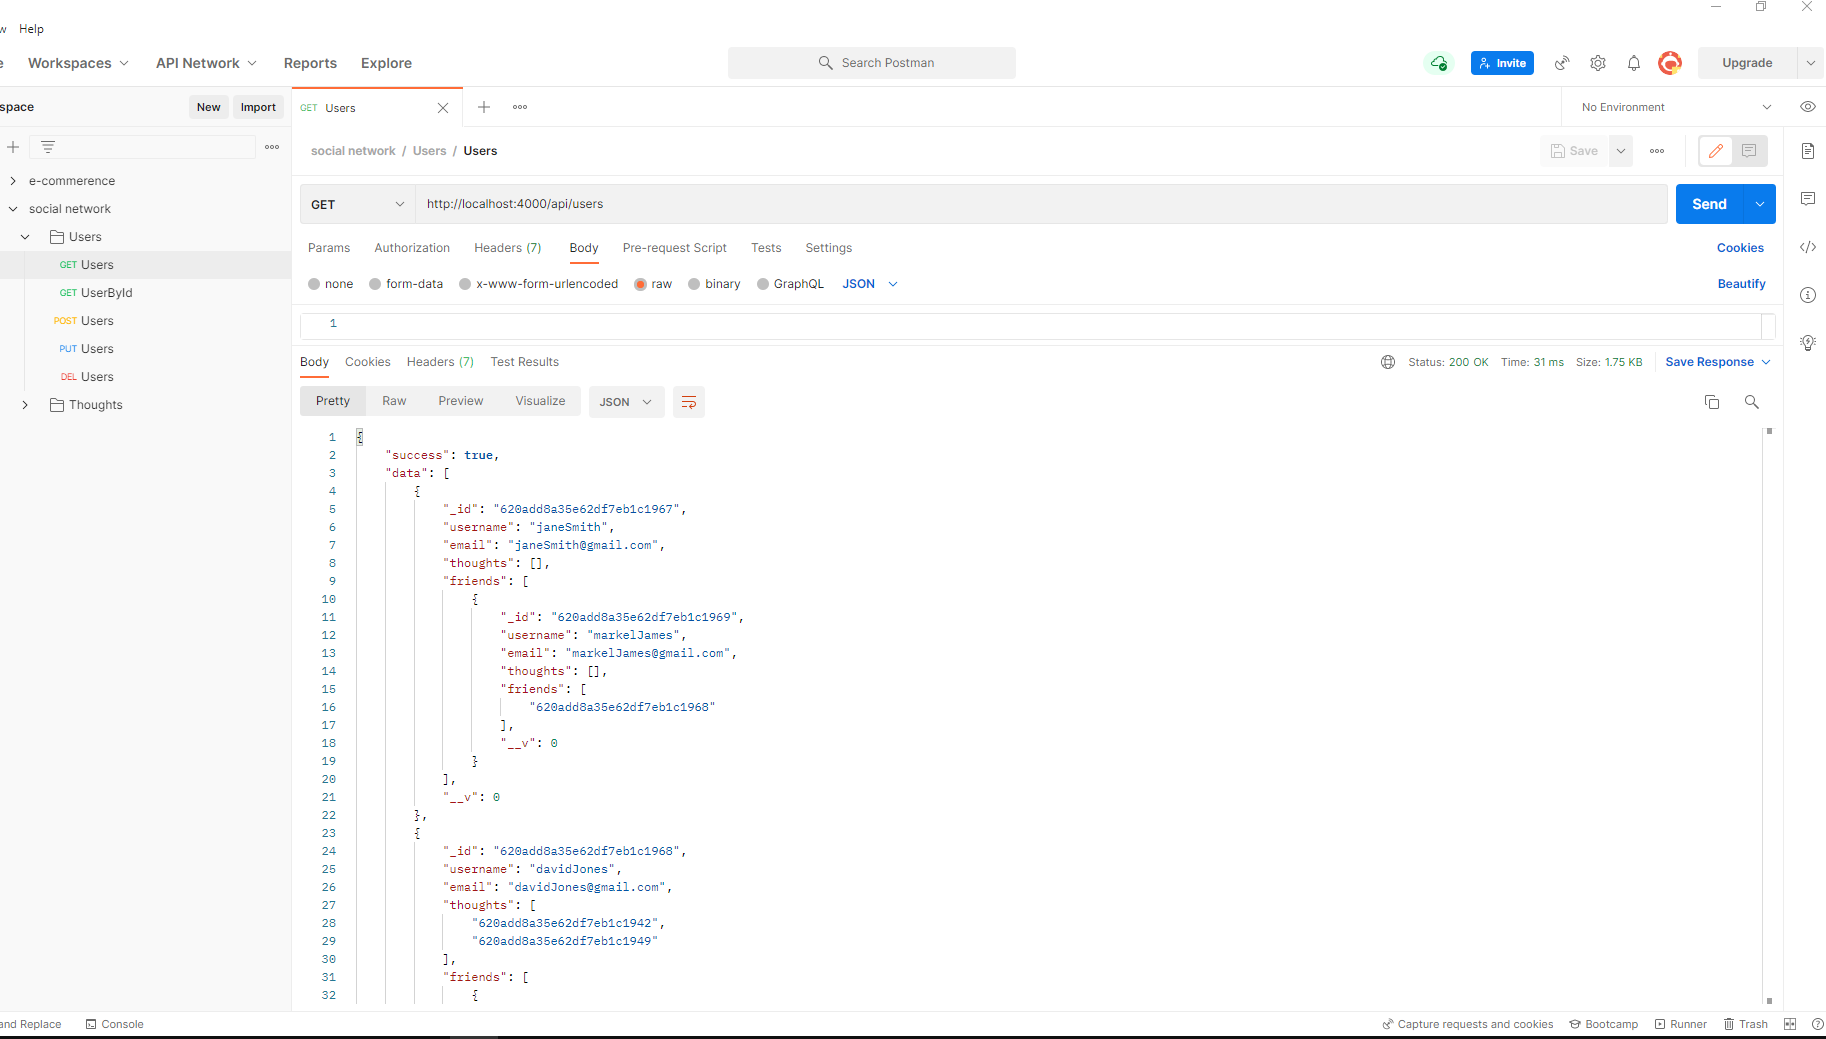 w Help
e Workspaces API Network Reports Explore Search Postman Invite Upgrade
space New Import GET Users No Environment
social network / Users / Users Save
e-commerence
social network
Users
GET Users
GET UserById
POST Users
PUT Users
DEL Users
Thoughts
GET http://localhost:4000/api/users Send
Params Authorization Headers (7) Body Pre-request Script Tests Settings Cookies
none form-data x-www-form-urlencoded raw binary GraphQL JSON Beautify
1
Body Cookies Headers (7) Test Results Status: 200 OK Time: 31 ms Size: 1.75 KB Save Response
Pretty Raw Preview Visualize JSON
1 {
2 "success": true,
3 "data": [
4 {
5 "_id": "620add8a35e62df7eb1c1967",
6 "username": "janeSmith",
7 "email": "janeSmith@gmail.com",
8 "thoughts": [],
9 "friends": [
10 {
11 "_id": "620add8a35e62df7eb1c1969",
12 "username": "markelJames",
13 "email": "markelJames@gmail.com",
14 "thoughts": [],
15 "friends": [
16 "620add8a35e62df7eb1c1968"
17 ],
18 "__v": 0
19 }
20 ],
21 "__v": 0
22 },
23 {
24 "_id": "620add8a35e62df7eb1c1968",
25 "username": "davidJones",
26 "email": "davidJones@gmail.com",
27 "thoughts": [
28 "620add8a35e62df7eb1c1942",
29 "620add8a35e62df7eb1c1949"
30 ],
31 "friends": [
32 {
and Replace Console Capture requests and cookies Bootcamp Runner Trash